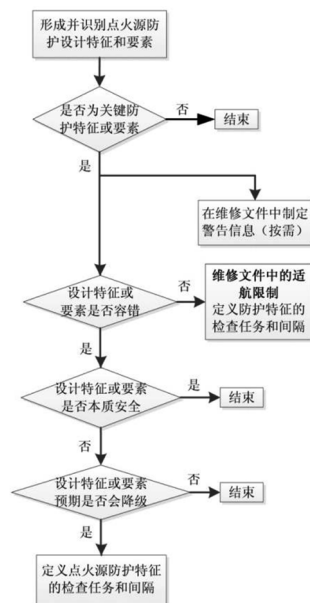 形成并识别点火源防
护设计特征和要素
是否为关键防
护特征或要素
否
结束
是
在维修文件中制定
警告信息（按需）
设计特征或
要素是否容错
否
维修文件中的适
航限制
定义防护特征的
检查任务和间隔
是
设计特征或要素
是否本质安全
是
结束
否
设计特征或要素
预期是否会降级
否
结束
是
定义点火源防护特征
的检查任务和间隔